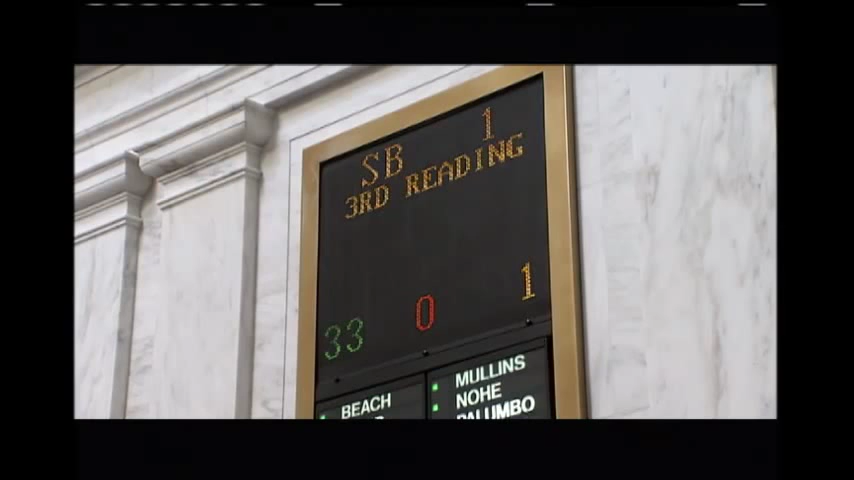 SB 1
3RD READING
33 0 1
BEACH
MULLINS
NOHE
PALUMBO